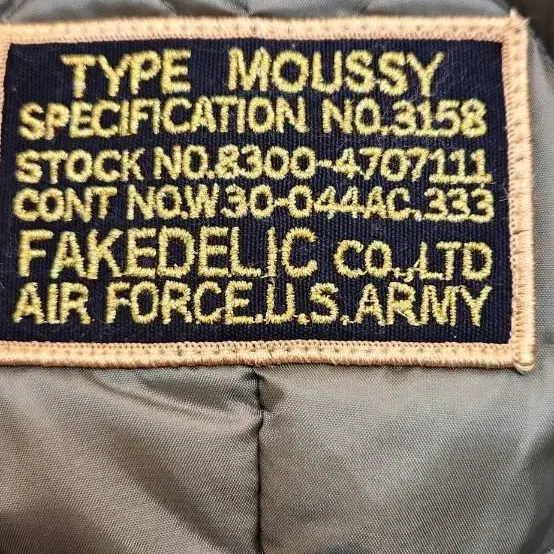 TYPE MOUSSY
SPECIFICATION NO.3158
STOCK NO.8300-4707111
CONT NO.W30-044AC.333
FAKEDELIC CO.,LTD
AIR FORCE.U.S,ARMY